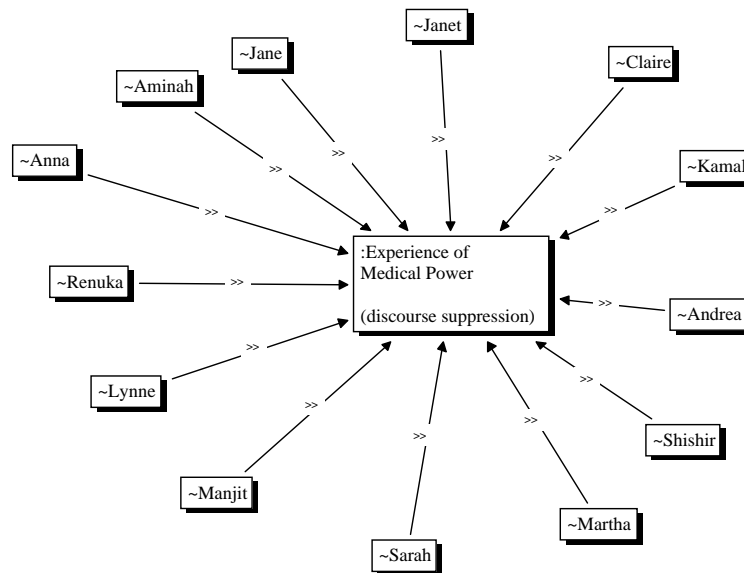 ~Janet
~Jane
~Claire
~Aminah
>>
>>
>>
>>
~Anna
~Kamal
>>
>>
:Experience of
Medical Power
(discourse suppression)
~Renuka
>>
>>
~Andrea
~Lynne
>>
>>
~Shishir
>>
>>
>>
~Manjit
~Martha
~Sarah